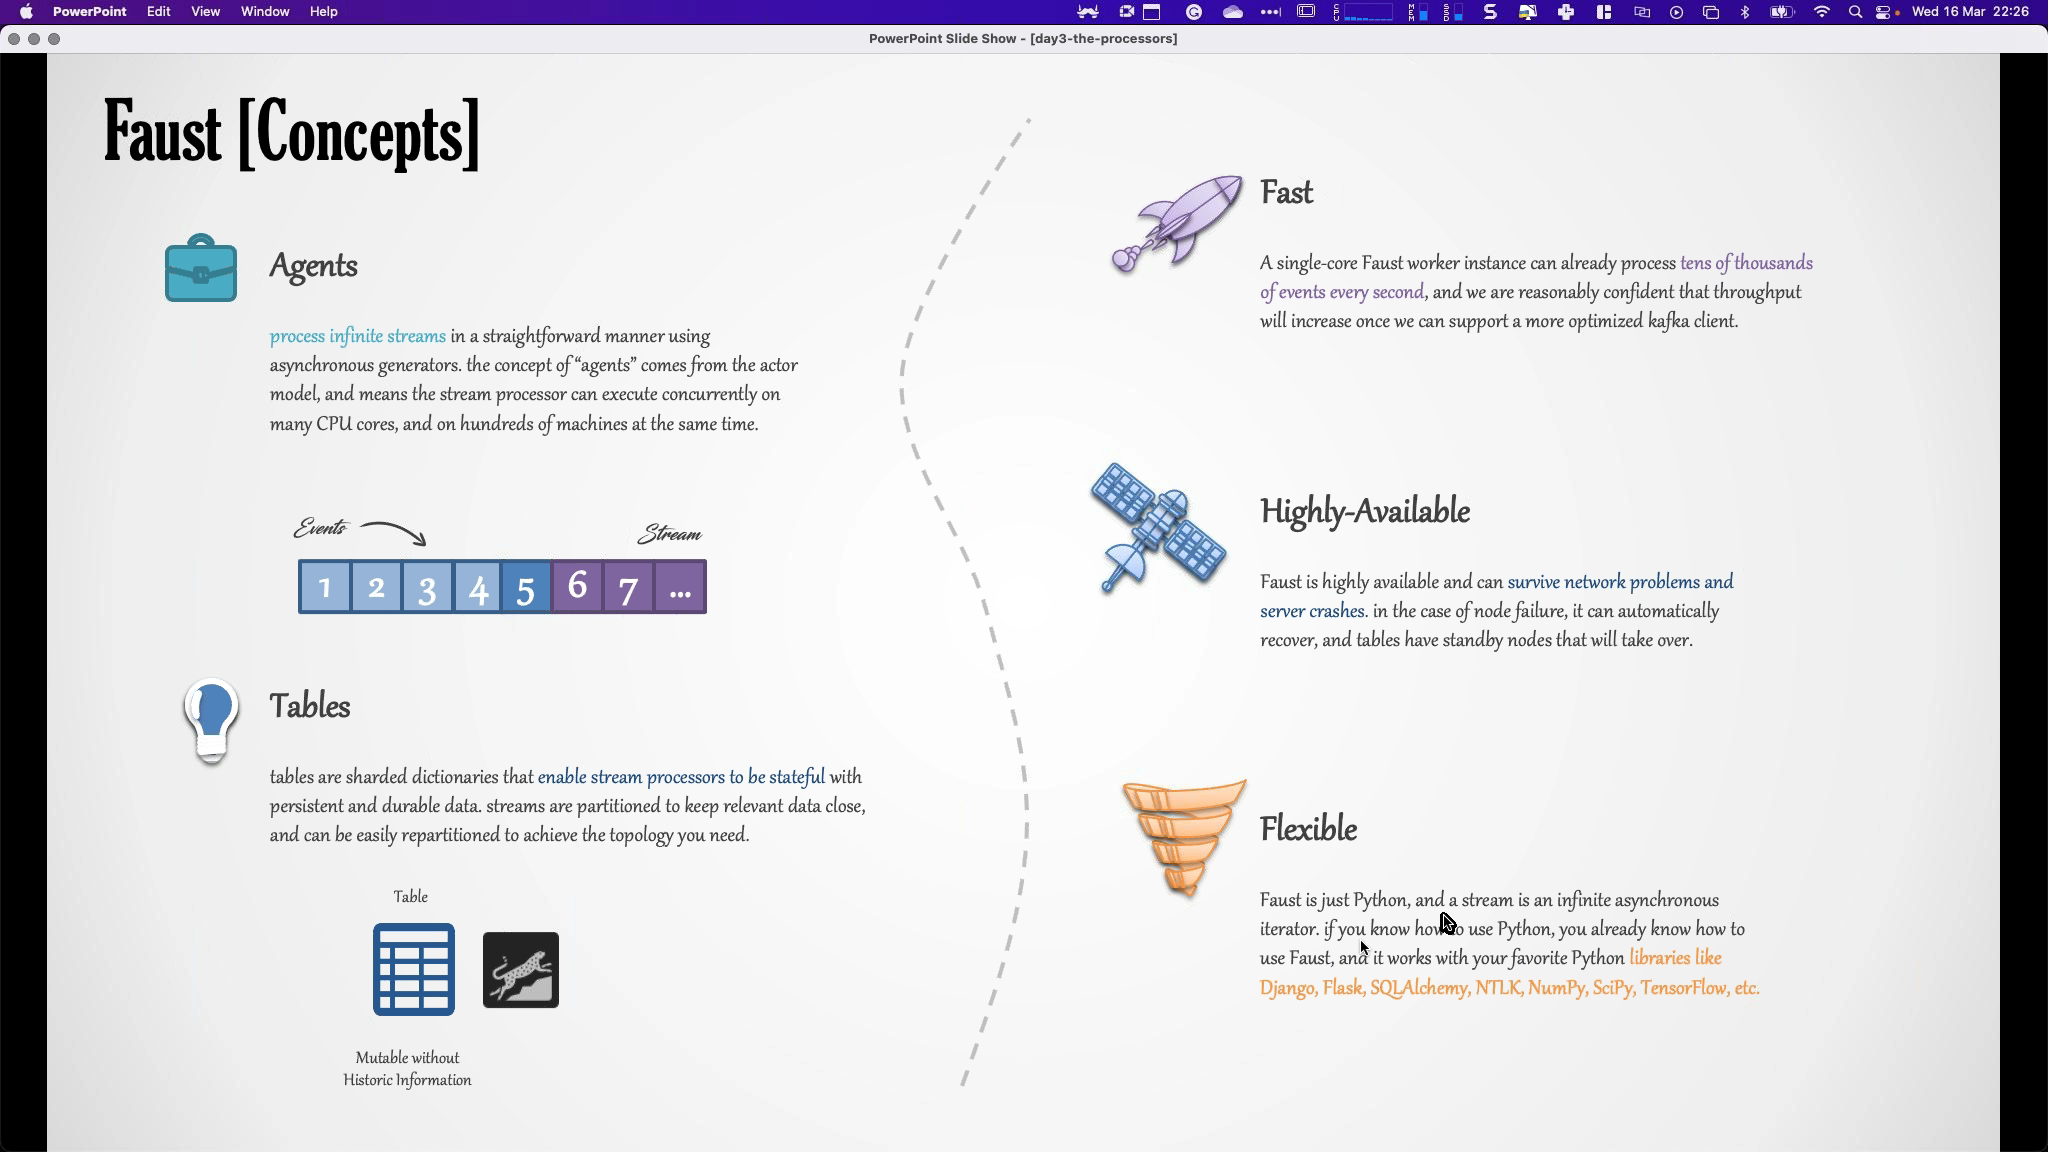 PowerPoint Edit View Window Help
Wed 16 Mar 22:26
PowerPoint Slide Show - [day3-the-processors]
Faust [Concepts]
Agents
process infinite streams in a straightforward manner using
asynchronous generators. the concept of “agents” comes from the actor
model, and means the stream processor can execute concurrently on
many CPU cores, and on hundreds of machines at the same time.
Events
Stream
1 2 3 4 5 6 7 ...
Tables
tables are sharded dictionaries that enable stream processors to be stateful with
persistent and durable data. streams are partitioned to keep relevant data close,
and can be easily repartitioned to achieve the topology you need.
Table
Mutable without
Historic Information
Fast
A single-core Faust worker instance can already process tens of thousands
of events every second, and we are reasonably confident that throughput
will increase once we can support a more optimized kafka client.
Highly-Available
Faust is highly available and can survive network problems and
server crashes. in the case of node failure, it can automatically
recover, and tables have standby nodes that will take over.
Flexible
Faust is just Python, and a stream is an infinite asynchronous
iterator. if you know how to use Python, you already know how to
use Faust, and it works with your favorite Python libraries like
Django, Flask, SQLAlchemy, NTLK, NumPy, SciPy, TensorFlow, etc.